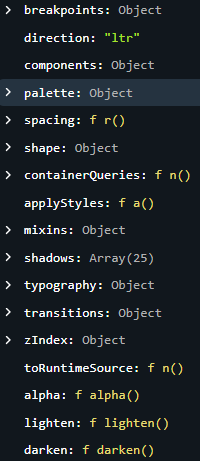 breakpoints: Object
direction: "ltr"
components: Object
palette: Object
spacing: f r()
shape: Object
containerQueries: f n()
applyStyles: f a()
mixins: Object
shadows: Array(25)
typography: Object
transitions: Object
zIndex: Object
toRuntimeSource: f n()
alpha: f alpha()
lighten: f lighten()
darken: f darken()